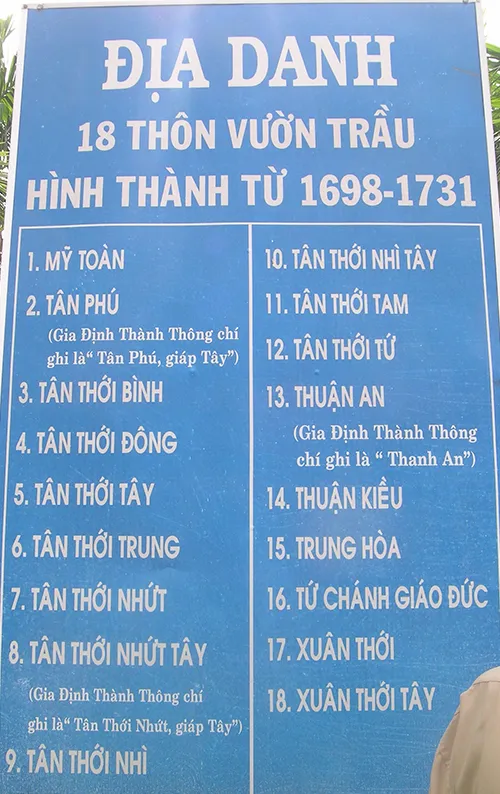 ĐỊA DANH
18 THÔN VƯỜN TRẦU
HÌNH THÀNH TỪ 1698-1731
1. MỸ TOÀN
2. TÂN PHÚ
(Gia Định Thành Thông chí
ghi là“ Tân Phú, giáp Tây”)
3. TÂN THỚI BÌNH
4. TÂN THỚI ĐÔNG
5. TÂN THỚI TÂY
6. TÂN THỚI TRUNG
7. TÂN THỚI NHỨT
8. TÂN THỚI NHỨT TÂY
(Gia Định Thành Thông chí
ghi là“ Tân Thới Nhứt, giáp Tây”)
9. TÂN THỚI NHÌ
10. TÂN THỚI NHÌ TÂY
11. TÂN THỚI TAM
12. TÂN THỚI TỨ
13. THUẬN AN
(Gia Định Thành Thông
chí ghi là “ Thanh An”)
14. THUẬN KIỀU
15. TRUNG HÒA
16. TỨ CHÁNH GIÁO ĐỨC
17. XUÂN THỚI
18. XUÂN THỚI TÂY